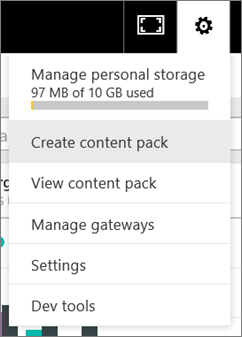 Manage personal storage
97 MB of 10 GB used
Create content pack
View content pack
Manage gateways
Settings
Dev tools